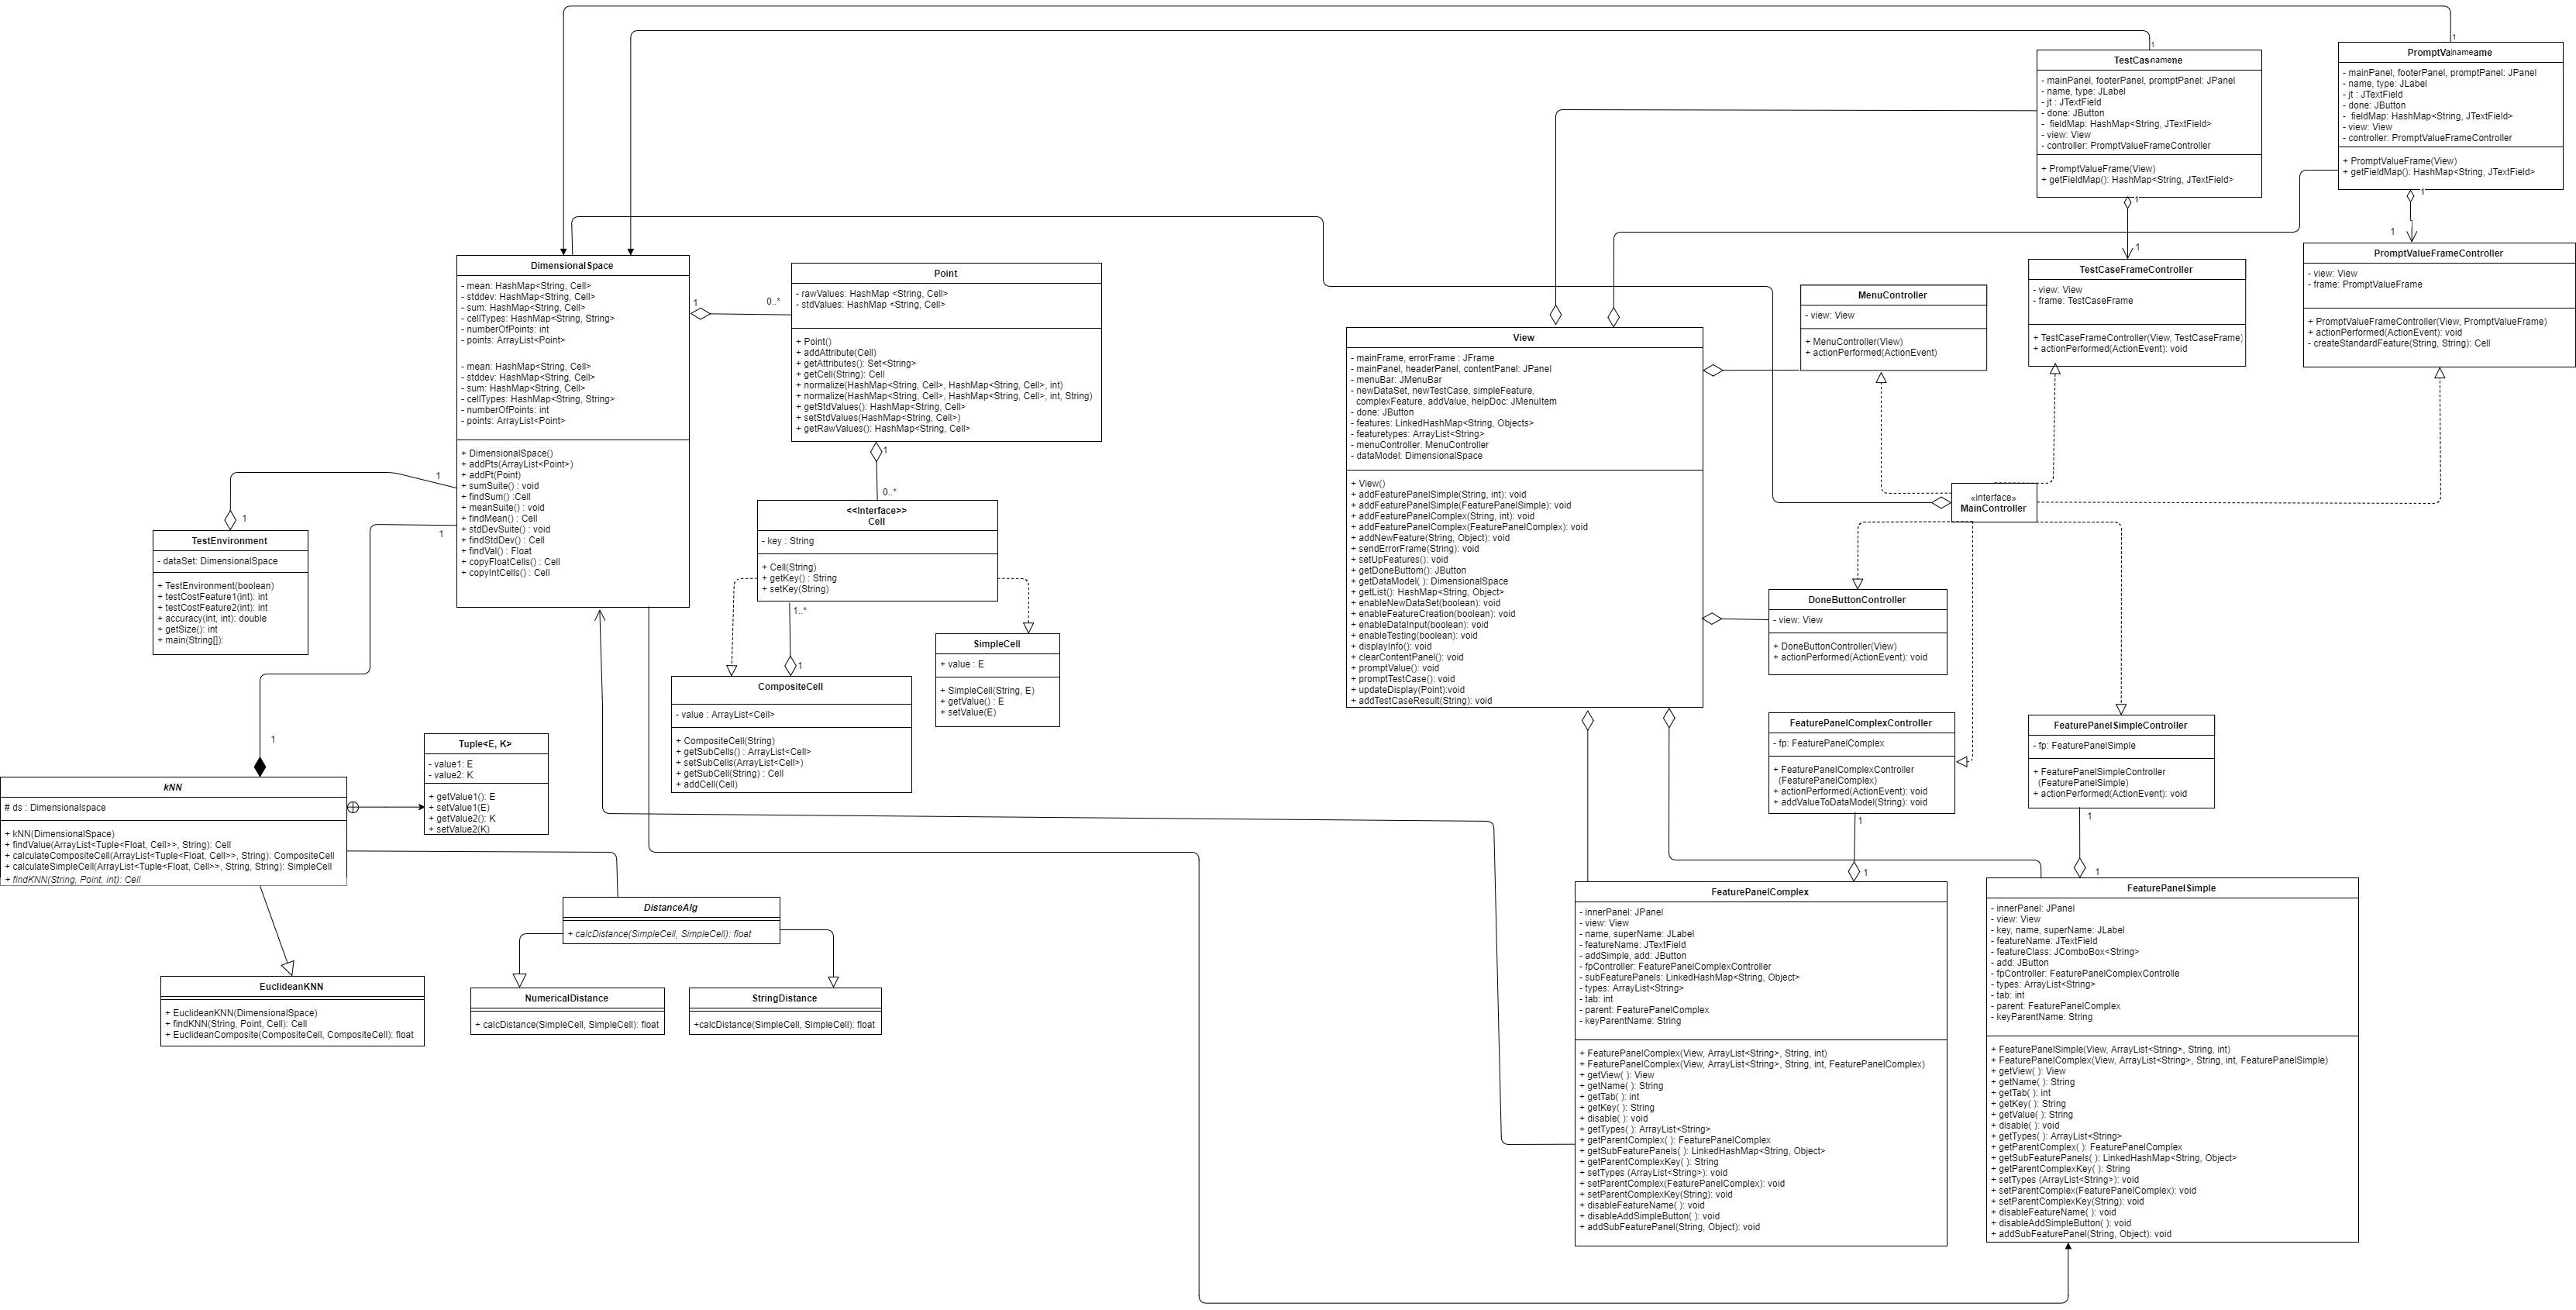 1
1
TestCas
name
ne
- mainPanel, footerPanel, promptPanel: JPanel
- name, type: JLabel
- jt : JTextField
- done: JButton
- fieldMap: HashMap<String, JTextField>
- view: View
- controller: PromptValueFrameController
+ PromptValueFrame(View)
+ getFieldMap(): HashMap<String, JTextField>
1
1
PromptVa
name
ame
- mainPanel, footerPanel, promptPanel: JPanel
- name, type: JLabel
- jt : JTextField
- done: JButton
- fieldMap: HashMap<String, JTextField>
- view: View
- controller: PromptValueFrameController
+ PromptValueFrame(View)
+ getFieldMap(): HashMap<String, JTextField>
1
1
DimensionalSpace
- mean: HashMap<String, Cell>
- stddev: HashMap<String, Cell>
- sum: HashMap<String, Cell>
- cellTypes: HashMap<String, String>
- numberOfPoints: int
- points: ArrayList<Point>
- mean: HashMap<String, Cell>
- stddev: HashMap<String, Cell>
- sum: HashMap<String, Cell>
- cellTypes: HashMap<String, String>
- numberOfPoints: int
- points: ArrayList<Point>
+ DimensionalSpace()
+ addPts(ArrayList<Point>)
+ addPt(Point)
+ sumSuite() : void
+ findSum() :Cell
+ meanSuite() : void
+ findMean() : Cell
+ stdDevSuite() : void
+ findStdDev() : Cell
+ findVal() : Float
+ copyFloatCells() : Cell
+ copyIntCells() : Cell
1
0..*
Point
- rawValues: HashMap <String, Cell>
- stdValues: HashMap <String, Cell>
+ Point()
+ addAttribute(Cell)
+ getAttributes(): Set<String>
+ getCell(String): Cell
+ normalize(HashMap<String, Cell>, HashMap<String, Cell>, int)
+ normalize(HashMap<String, Cell>, HashMap<String, Cell>, int, String)
+ getStdValues(): HashMap<String, Cell>
+ setStdValues(HashMap<String, Cell>)
+ getRawValues(): HashMap<String, Cell>
1
0..*
<<Interface>>
Cell
- key : String
+ Cell(String)
+ getKey() : String
+ setKey(String)
1..*
1
SimpleCell
+ value : E
+ SimpleCell(String, E)
+ getValue() : E
+ setValue(E)
CompositeCell
- value : ArrayList<Cell>
+ CompositeCell(String)
+ getSubCells() : ArrayList<Cell>
+ setSubCells(ArrayList<Cell>)
+ getSubCell(String) : Cell
+ addCell(Cell)
View
- mainFrame, errorFrame : JFrame
- mainPanel, headerPanel, contentPanel: JPanel
- menuBar: JMenuBar
- newDataSet, newTestCase, simpleFeature,
complexFeature, addValue, helpDoc: JMenuItem
- done: JButton
- features: LinkedHashMap<String, Objects>
- featuretypes: ArrayList<String>
- menuController: MenuController
- dataModel: DimensionalSpace
+ View()
+ addFeaturePanelSimple(String, int): void
+ addFeaturePanelSimple(FeaturePanelSimple): void
+ addFeaturePanelComplex(String, int): void
+ addFeaturePanelComplex(FeaturePanelComplex): void
+ addNewFeature(String, Object): void
+ sendErrorFrame(String): void
+ setUpFeatures(): void
+ getDoneButtom(): JButton
+ getDataModel( ): DimensionalSpace
+ getList(): HashMap<String, Object>
+ enableNewDataSet(boolean): void
+ enableFeatureCreation(boolean): void
+ enableDataInput(boolean): void
+ enableTesting(boolean): void
+ displayInfo(): void
+ clearContentPanel(): void
+ promptValue(): void
+ promptTestCase(): void
+ updateDisplay(Point):void
+ addTestCaseResult(String): void
MenuController
- view: View
+ MenuController(View)
+ actionPerformed(ActionEvent)
TestCaseFrameController
- view: View
- frame: TestCaseFrame
+ TestCaseFrameController(View, TestCaseFrame)
+ actionPerformed(ActionEvent): void
1
PromptValueFrameController
- view: View
- frame: PromptValueFrame
+ PromptValueFrameController(View, PromptValueFrame)
+ actionPerformed(ActionEvent): void
- createStandardFeature(String, String): Cell
«interface»
MainController
DoneButtonController
- view: View
+ DoneButtonController(View)
+ actionPerformed(ActionEvent): void
FeaturePanelComplexController
- fp: FeaturePanelComplex
+ FeaturePanelComplexController
(FeaturePanelComplex)
+ actionPerformed(ActionEvent): void
+ addValueToDataModel(String): void
1
1
FeaturePanelSimpleController
- fp: FeaturePanelSimple
+ FeaturePanelSimpleController
(FeaturePanelSimple)
+ actionPerformed(ActionEvent): void
1
1
1
1
TestEnvironment
- dataSet: DimensionalSpace
+ TestEnvironment(boolean)
+ testCostFeature1(int): int
+ testCostFeature2(int): int
+ accuracy(int, int): double
+ getSize(): int
+ main(String[]):
1
1
kNN
# ds : Dimensionalspace
+ kNN(DimensionalSpace)
+ findValue(ArrayList<Tuple<Float, Cell>>, String): Cell
+ calculateCompositeCell(ArrayList<Tuple<Float, Cell>>, String): CompositeCell
+ calculateSimpleCell(ArrayList<Tuple<Float, Cell>>, String, String): SimpleCell
+ findKNN(String, Point, int): Cell
Tuple<E, K>
- value1: E
- value2: K
+ getValue1(): E
+ setValue1(E)
+ getValue2(): K
+ setValue2(K)
DistanceAlg
+ calcDistance(SimpleCell, SimpleCell): float
EuclideanKNN
+ EuclideanKNN(DimensionalSpace)
+ findKNN(String, Point, Cell): Cell
+ EuclideanComposite(CompositeCell, CompositeCell): float
NumericalDistance
+ calcDistance(SimpleCell, SimpleCell): float
StringDistance
+calcDistance(SimpleCell, SimpleCell): float
FeaturePanelComplex
- innerPanel: JPanel
- view: View
- name, superName: JLabel
- featureName: JTextField
- addSimple, add: JButton
- fpController: FeaturePanelComplexController
- subFeaturePanels: LinkedHashMap<String, Object>
- types: ArrayList<String>
- tab: int
- parent: FeaturePanelComplex
- keyParentName: String
+ FeaturePanelComplex(View, ArrayList<String>, String, int)
+ FeaturePanelComplex(View, ArrayList<String>, String, int, FeaturePanelComplex)
+ getView( ): View
+ getName( ): String
+ getTab( ): int
+ getKey( ): String
+ disable( ): void
+ getTypes( ): ArrayList<String>
+ getParentComplex( ): FeaturePanelComplex
+ getSubFeaturePanels( ): LinkedHashMap<String, Object>
+ getParentComplexKey( ): String
+ setTypes (ArrayList<String>): void
+ setParentComplex(FeaturePanelComplex): void
+ setParentComplexKey(String): void
+ disableFeatureName( ): void
+ disableAddSimpleButton( ): void
+ addSubFeaturePanel(String, Object): void
FeaturePanelSimple
- innerPanel: JPanel
- view: View
- key, name, superName: JLabel
- featureName: JTextField
- featureClass: JComboBox<String>
- add: JButton
- fpController: FeaturePanelComplexControlle
- types: ArrayList<String>
- tab: int
- parent: FeaturePanelComplex
- keyParentName: String
+ FeaturePanelSimple(View, ArrayList<String>, String, int)
+ FeaturePanelComplex(View, ArrayList<String>, String, int, FeaturePanelSimple)
+ getView( ): View
+ getName( ): String
+ getTab( ): int
+ getKey( ): String
+ getValue( ): String
+ disable( ): void
+ getTypes( ): ArrayList<String>
+ getParentComplex( ): FeaturePanelComplex
+ getSubFeaturePanels( ): LinkedHashMap<String, Object>
+ getParentComplexKey( ): String
+ setTypes (ArrayList<String>): void
+ setParentComplex(FeaturePanelComplex): void
+ setParentComplexKey(String): void
+ disableFeatureName( ): void
+ disableAddSimpleButton( ): void
+ addSubFeaturePanel(String, Object): void